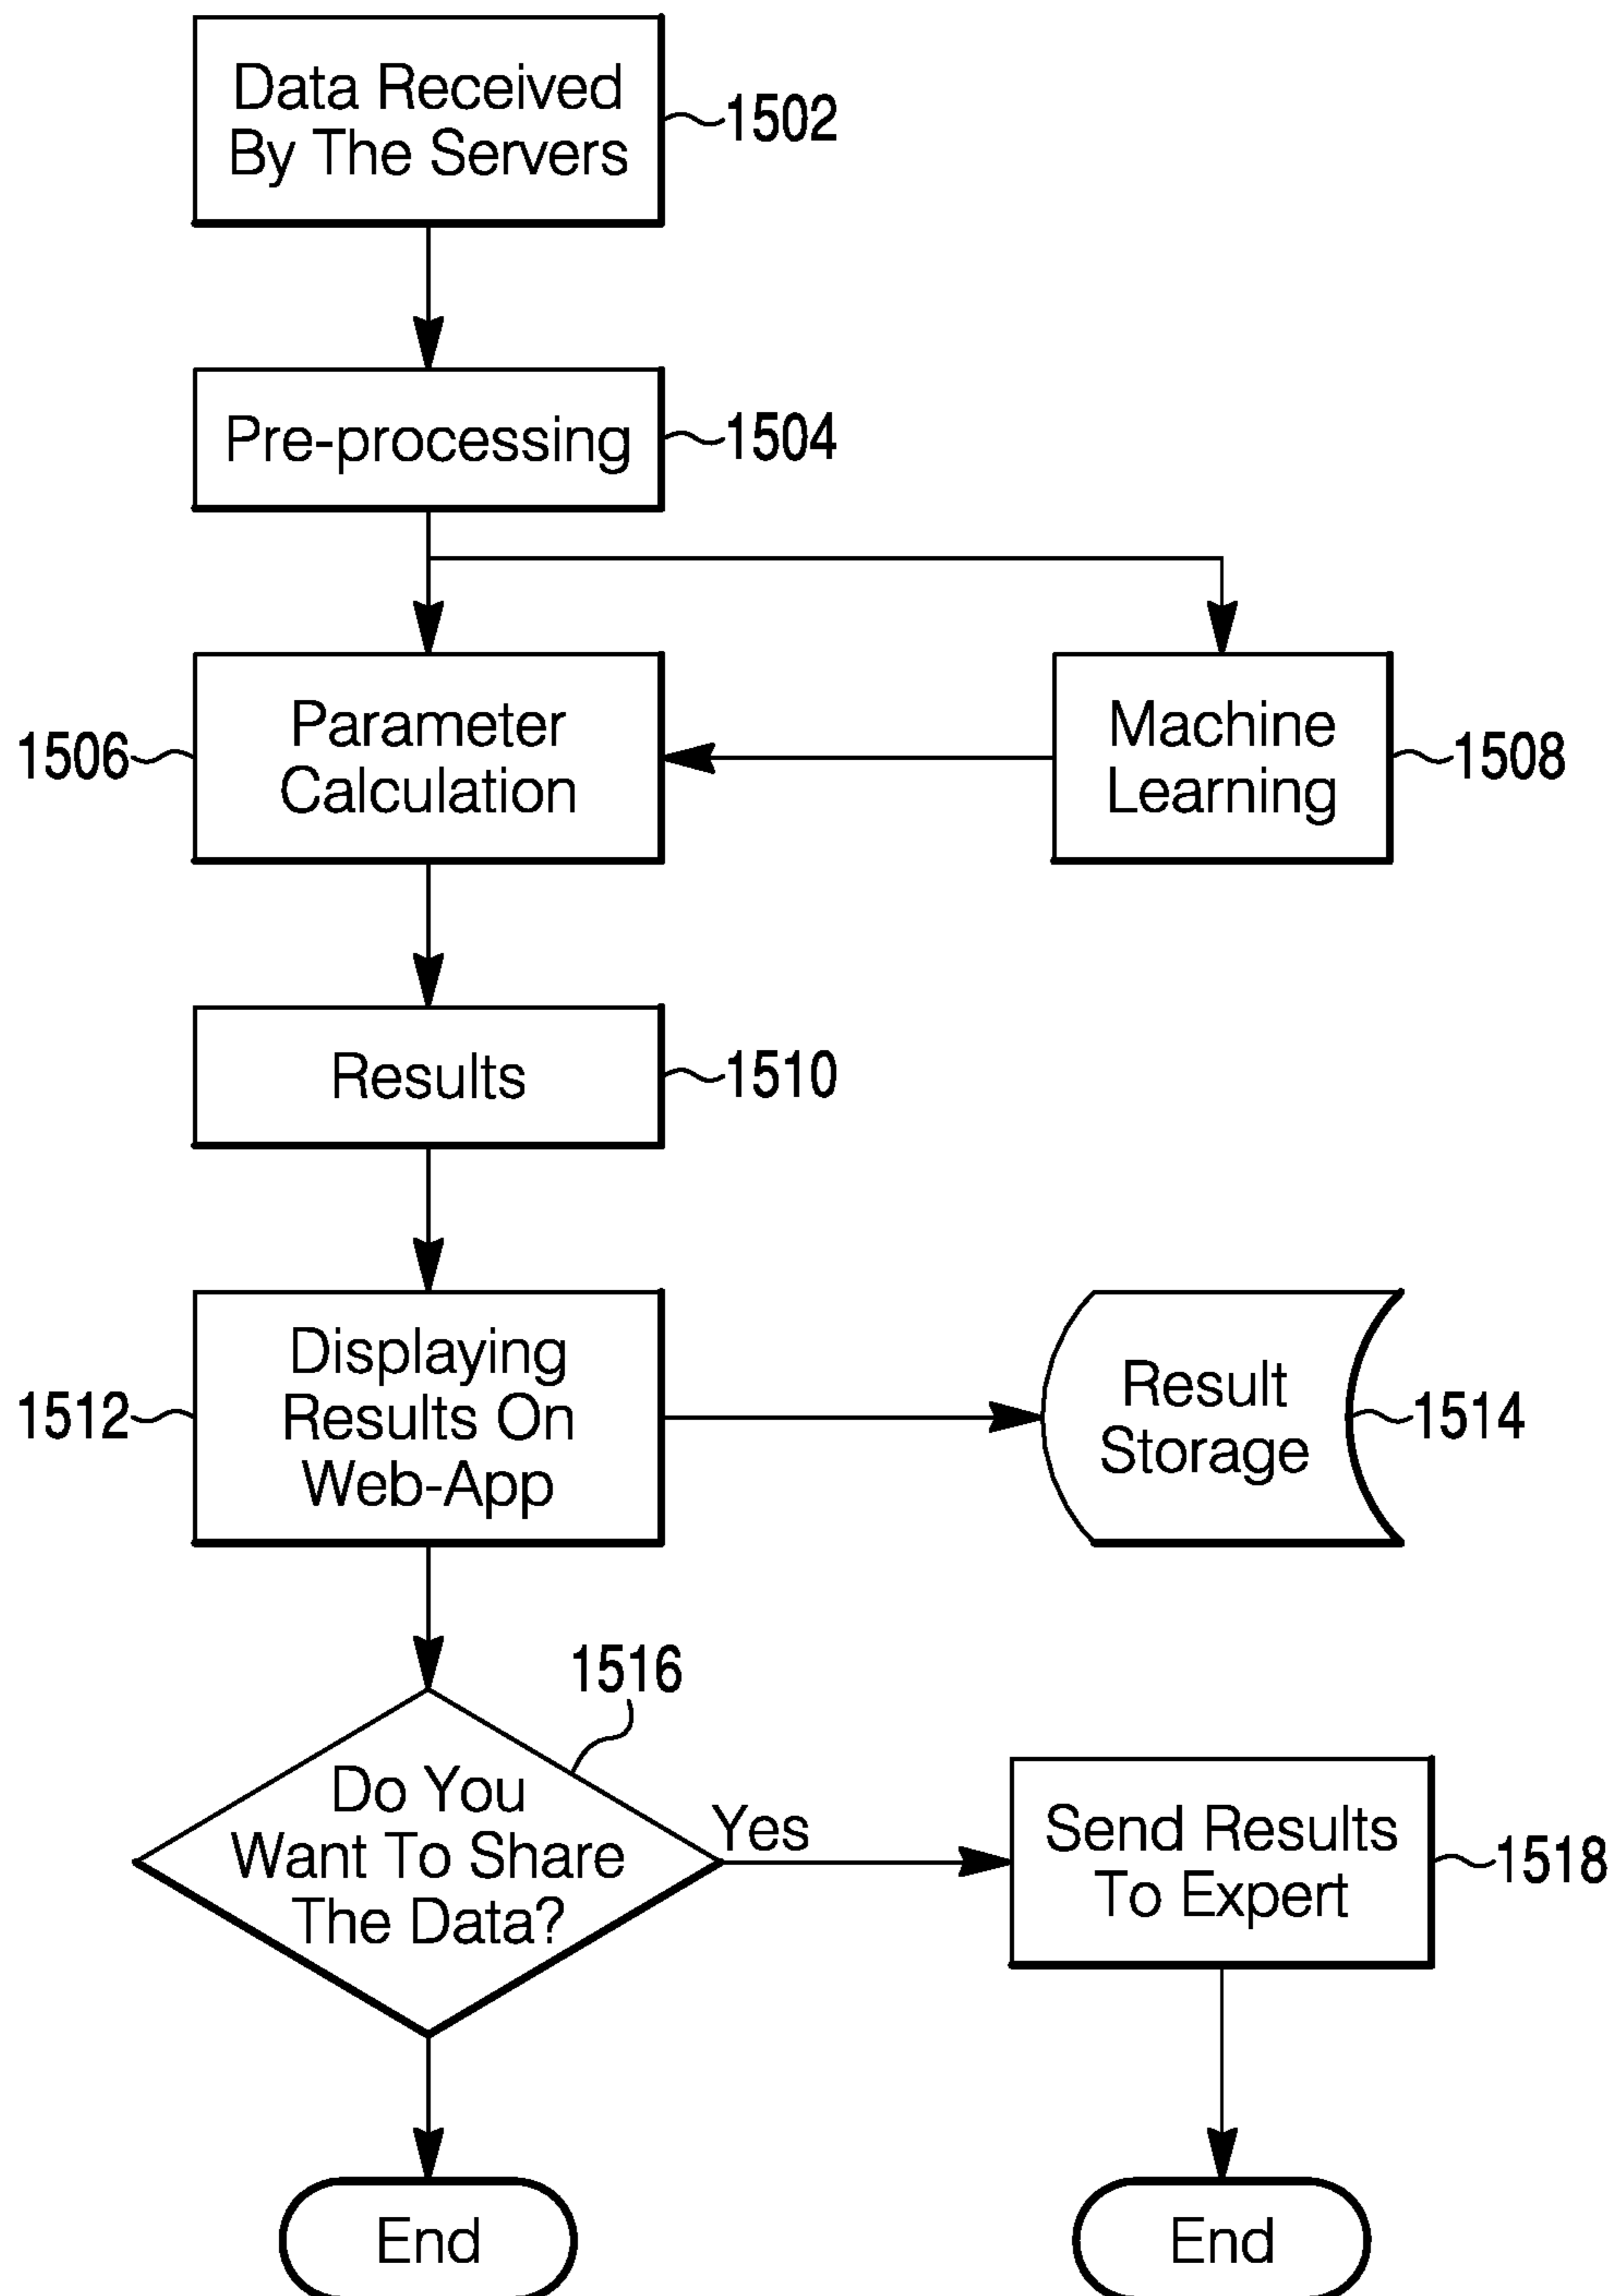 Data Received
By The Servers
1502
Pre-processing
1504
Parameter
Calculation
1506
Machine
Learning
1508
Results
1510
Displaying
Results On
Web-App
1512
Result
Storage
1514
1516
Do You
Want To Share
The Data?
Yes
Send Results
To Expert
1518
End
End